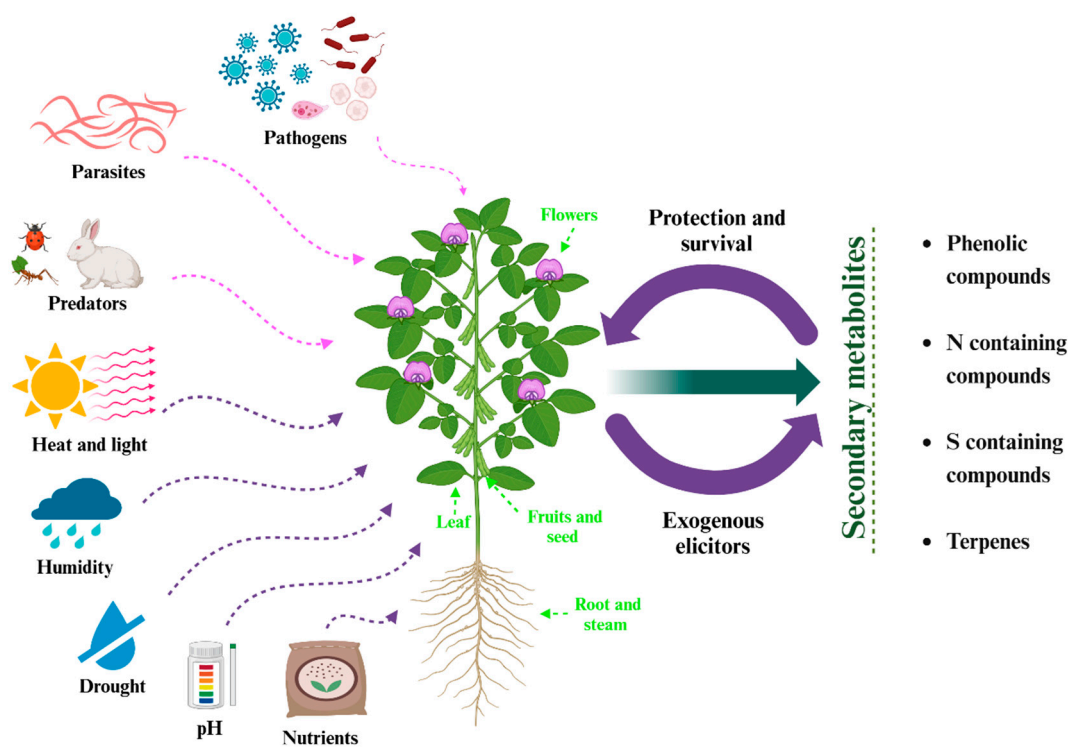 Pathogens
Parasites
Predators
Heat and light
Humidity
Drought
pH
Nutrients
Flowers
Leaf
Fruits and
seed
Root and
steam
Protection and
survival
Exogenous
elicitors
Secondary metabolites
• Phenolic
compounds
• N containing
compounds
• S containing
compounds
• Terpenes